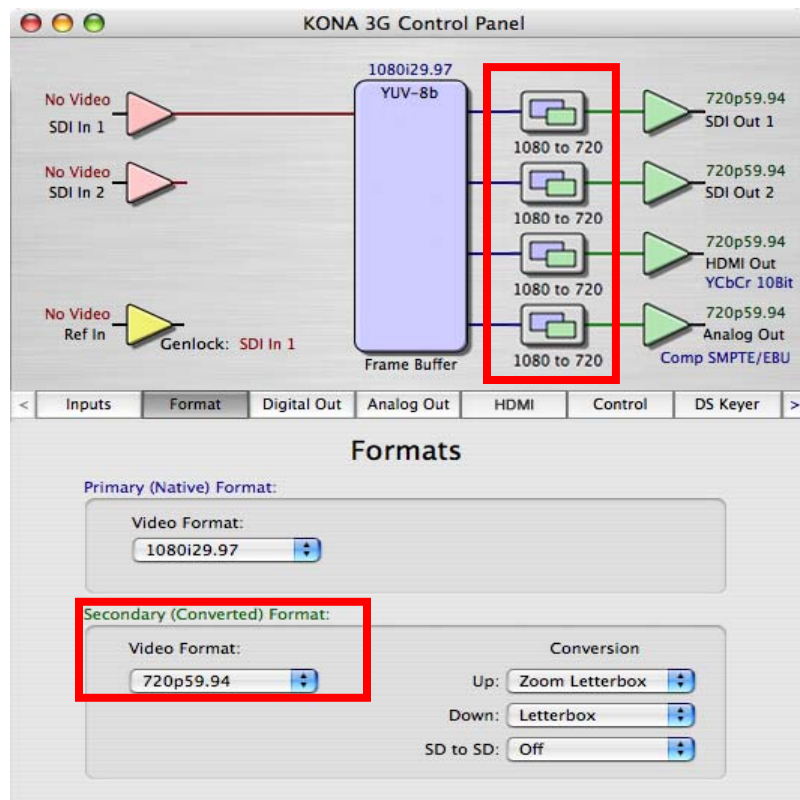 KONA 3G Control Panel
1080i29.97
YUV-8b
No Video
SDI In 1
No Video
SDI In 2
No Video
Ref In
Genlock: SDI In 1
Frame Buffer
1080 to 720
1080 to 720
1080 to 720
1080 to 720
720p59.94
SDI Out 1
720p59.94
SDI Out 2
720p59.94
HDMI Out
YCbCr 10Bit
720p59.94
Analog Out
Comp SMPTE/EBU
< Inputs Format Digital Out Analog Out HDMI Control DS Keyer >
Formats
Primary (Native) Format:
Video Format:
1080i29.97
Secondary (Converted) Format:
Video Format:
720p59.94
Conversion
Up: Zoom Letterbox
Down: Letterbox
SD to SD: Off